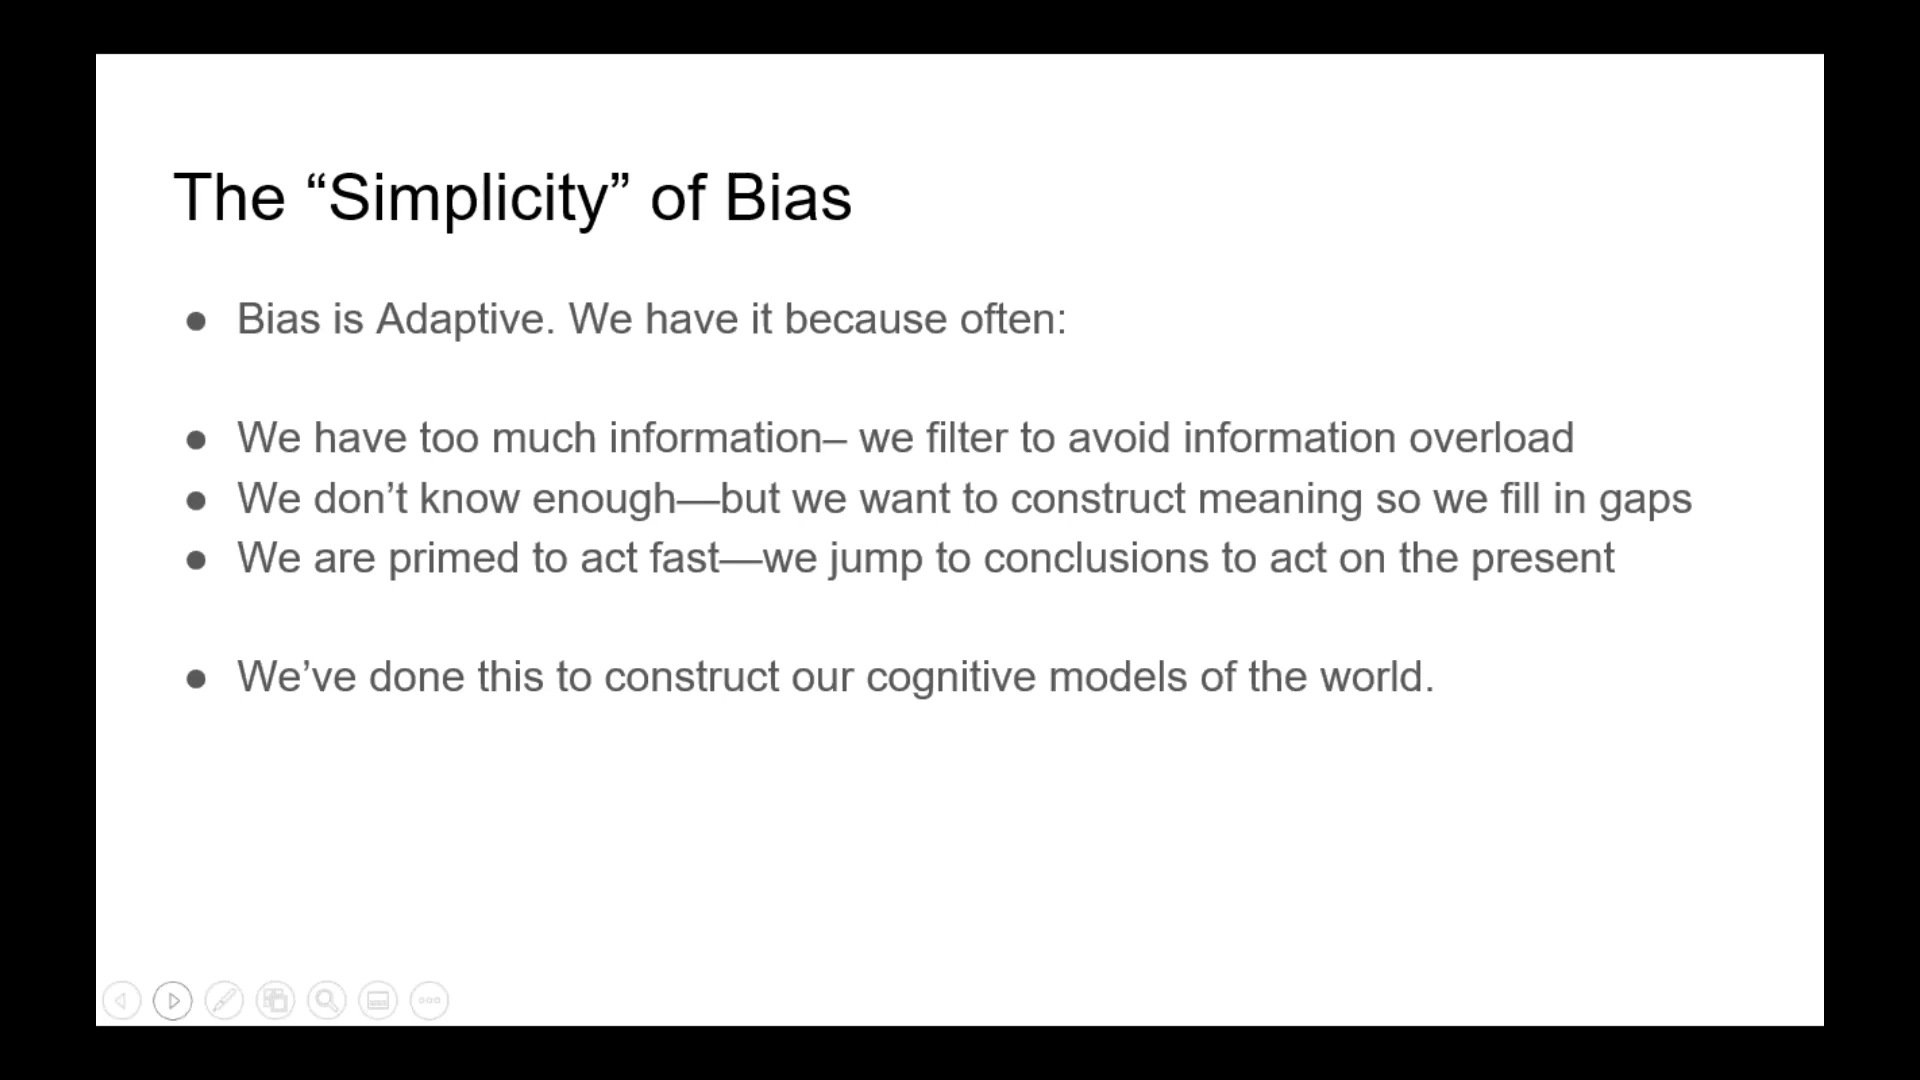 The “Simplicity” of Bias
● Bias is Adaptive. We have it because often:
● We have too much information– we filter to avoid information overload
● We don’t know enough—but we want to construct meaning so we fill in gaps
● We are primed to act fast—we jump to conclusions to act on the present
● We’ve done this to construct our cognitive models of the world.